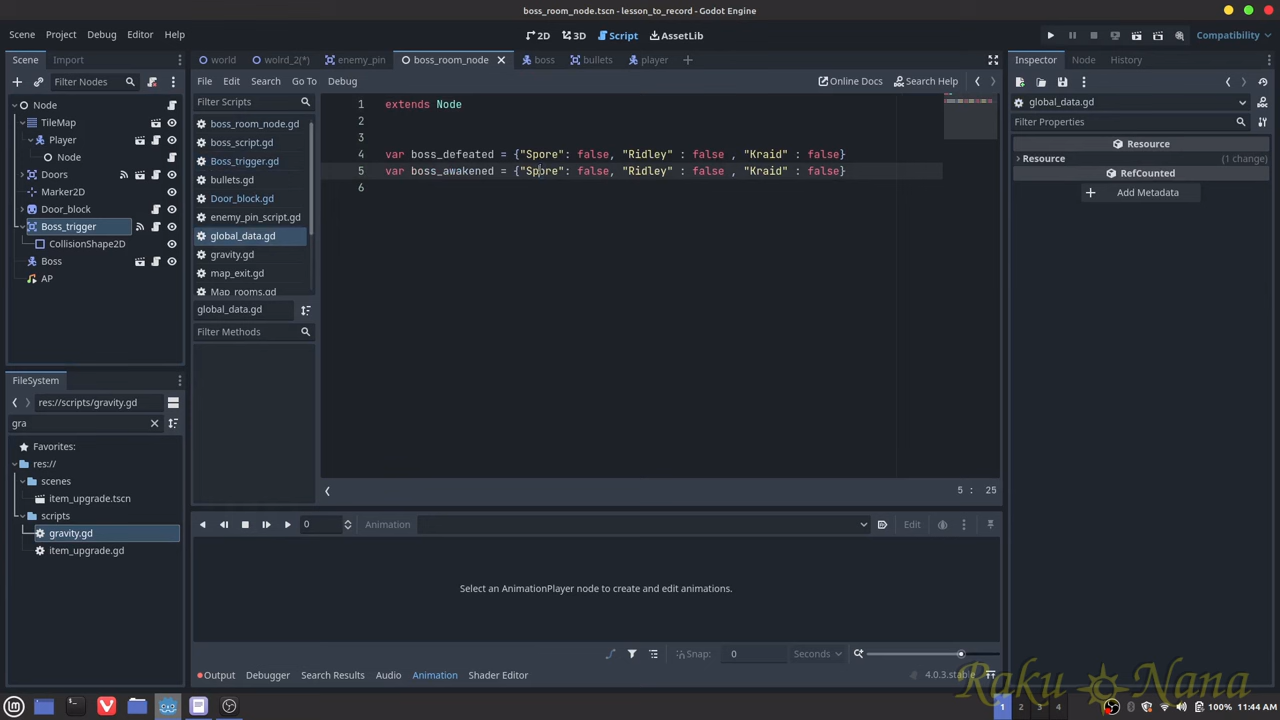 boss_room_node.tscn - lesson_to_record - Godot Engine
Scene Project Debug Editor Help
2D 3D Script AssetLib
Compatibility
Scene Import
world wolrd_2(*) enemy_pin boss_room_node boss bullets player
Inspector Node History
Filter Nodes
File Edit Search Go To Debug
Online Docs Search Help
Filter Scripts
global_data.gd
Filter Properties
Resource
Resource (1 change)
RefCounted
Add Metadata
Node
TileMap
Player
Node
Doors
Marker2D
Door_block
Boss_trigger
CollisionShape2D
Boss
AP
boss_room_node.gd
boss_script.gd
Boss_trigger.gd
bullets.gd
Door_block.gd
enemy_pin_script.gd
global_data.gd
gravity.gd
map_exit.gd
Map_rooms.gd
global_data.gd
Filter Methods
1 extends Node
2
3
4 var boss_defeated = {"Spore": false, "Ridley" : false , "Kraid" : false}
5 var boss_awakened = {"Spore": false, "Ridley" : false , "Kraid" : false}
6
5 : 25
FileSystem
res://scripts/gravity.gd
gra
Favorites:
res://
scenes
item_upgrade.tscn
scripts
gravity.gd
item_upgrade.gd
0 Animation Edit
Select an AnimationPlayer node to create and edit animations.
Snap: 0 Seconds
Output Debugger Search Results Audio Animation Shader Editor
4.0.3.stable
Raku Nana
1 2 3 4
100% 11:44 AM